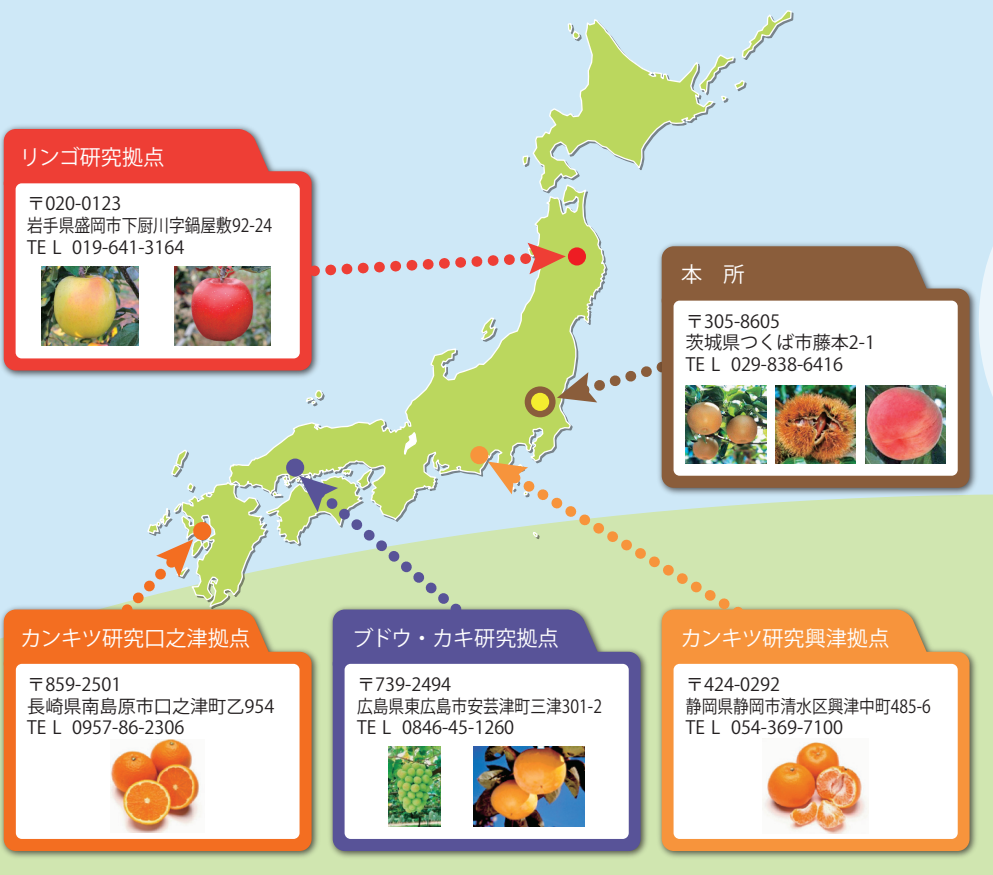 リンゴ研究拠点
〒020-0123
岩手県盛岡市下厨川字鍋屋敷92-24
TEL 019-641-3164
本 所
〒305-8605
茨城県つくば市藤本2-1
TEL 029-838-6416
カンキツ研究口之津拠点
〒859-2501
長崎県南島原市口之津町乙954
TEL 0957-86-2306
ブドウ・カキ研究拠点
〒739-2494
広島県東広島市安芸津町三津301-2
TEL 0846-45-1260
カンキツ研究興津拠点
〒424-0292
静岡県静岡市清水区興津中町485-6
TEL 054-369-7100